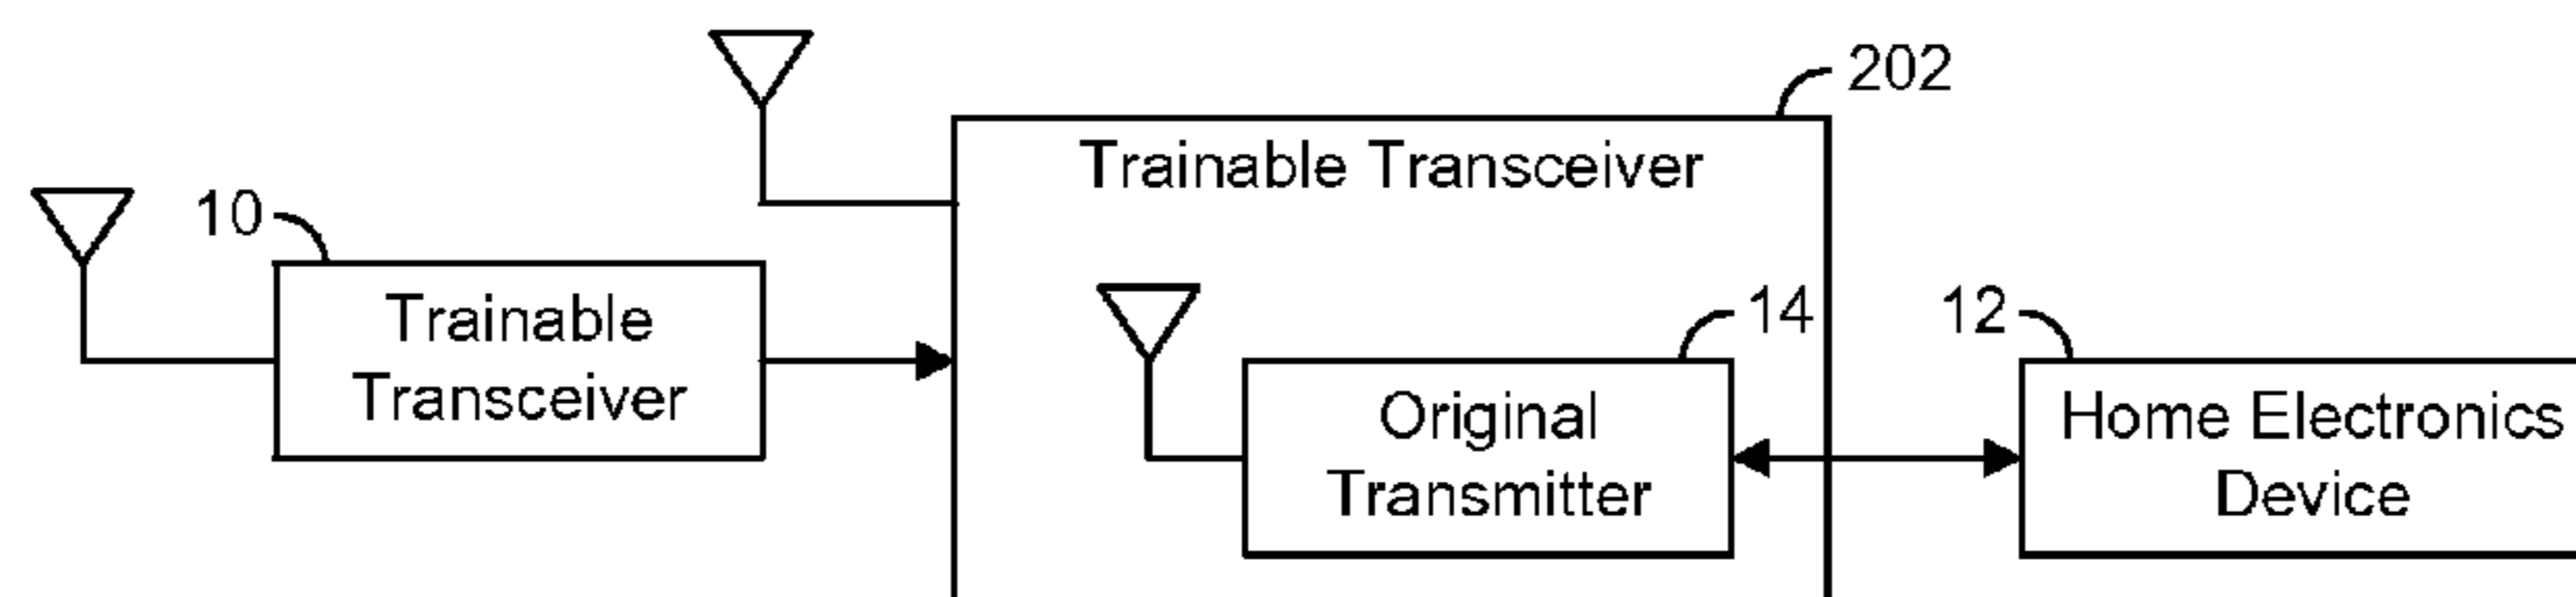 202
Trainable Transceiver
10
Trainable
Transceiver
14
12
Original
Transmitter
Home Electronics
Device